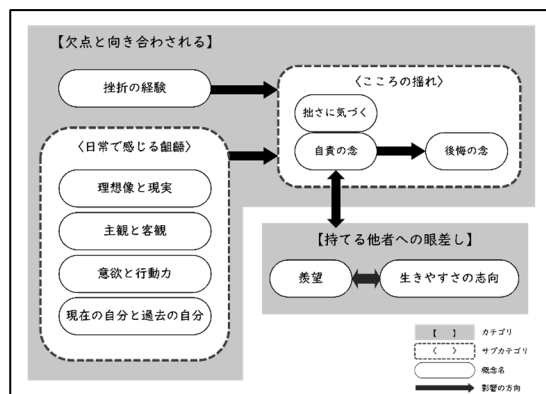 【欠点と向き合わされる】
挫折の経験
〈こころの揺れ〉
拙さに気づく
自責の念
後悔の念
〈日常で感じる齟齬〉
理想像と現実
主観と客観
意欲と行動力
現在の自分と過去の自分
【持てる他者への眼差し】
羨望
生きやすさの志向
【 】
カテゴリ
〈 〉
サブカテゴリ
概念名
影響の方向